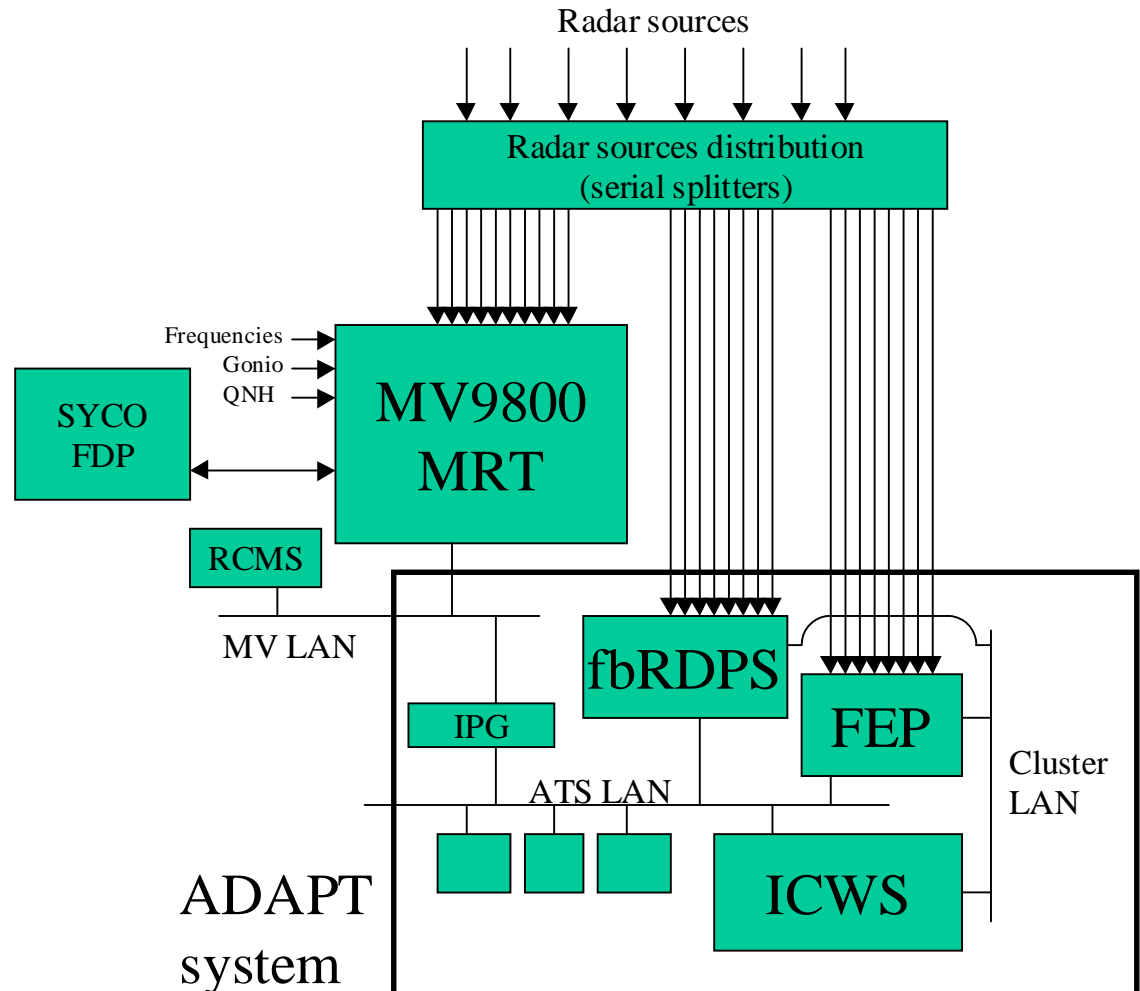 Radar sources
Radar sources distribution
(serial splitters)
Frequencies
Gonio
QNH
MV9800
MRT
SYCO
FDP
RCMS
MV LAN
fbRDPS
FEP
IPG
Cluster
LAN
ATS LAN
ICWS
ADAPT
system